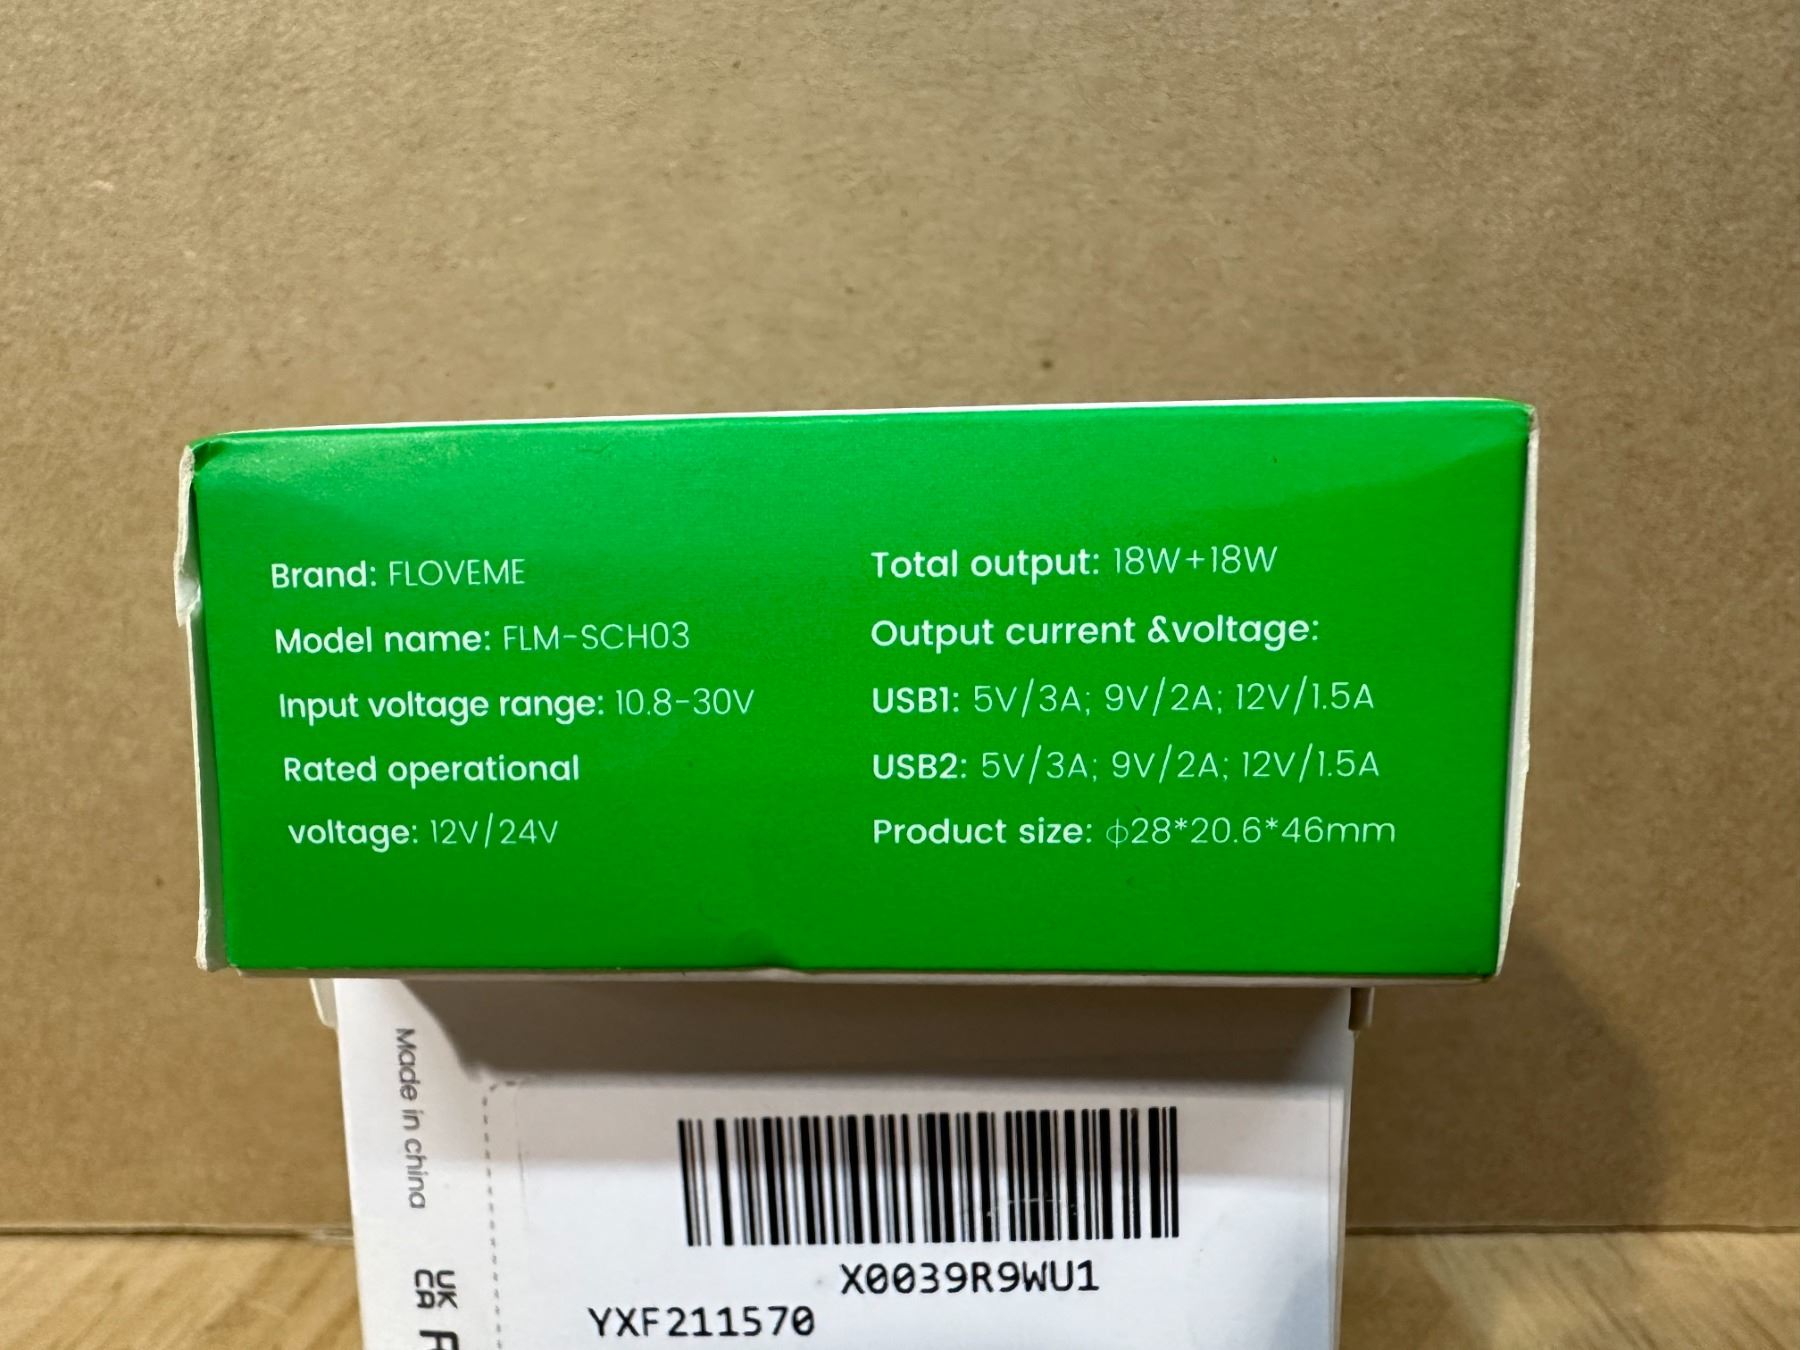 Brand: FLOVEME
Model name: FLM-SCH03
Input voltage range: 10.8-30V
Rated operational
voltage: 12V/24V
Total output: 18W+18W
Output current &voltage:
USB1: 5V/3A; 9V/2A; 12V/1.5A
USB2: 5V/3A; 9V/2A; 12V/1.5A
Product size: ϕ28*20.6*46mm
Made in china
UK
CA
X0039R9WU1
YXF211570